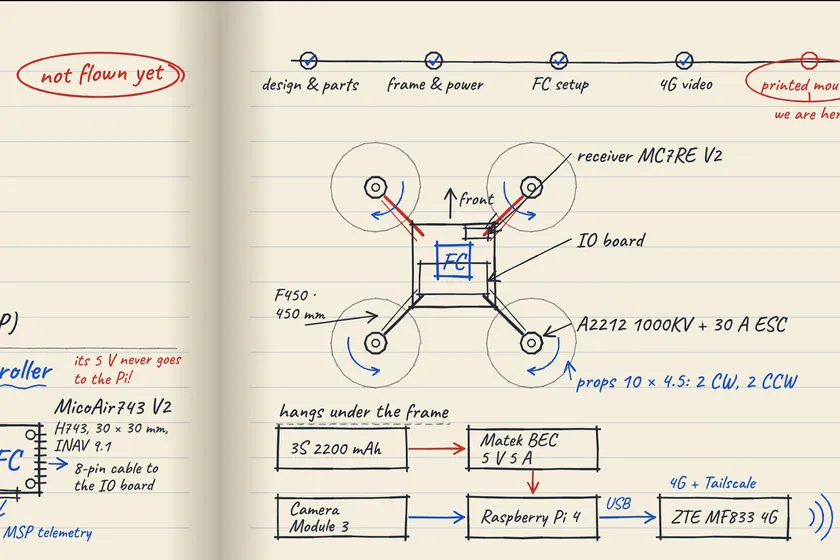 not flown yet
P)
roller
its 5 V never goes
to the Pi!
MicoAir743 V2
H743, 30 × 30 mm,
INAV 9.1
FC
8-pin cable to
the IO board
MSP telemetry
design & parts
frame & power
FC setup
4G video
printed mou
we are her
receiver MC7RE V2
front
IO board
FC
F450 ·
450 mm
A2212 1000KV + 30 A ESC
props 10 × 4.5: 2 CW, 2 CCW
hangs under the frame
3S 2200 mAh
Matek BEC
5 V 5 A
4G + Tailscale
Camera
Module 3
Raspberry Pi 4
USB
ZTE MF833 4G